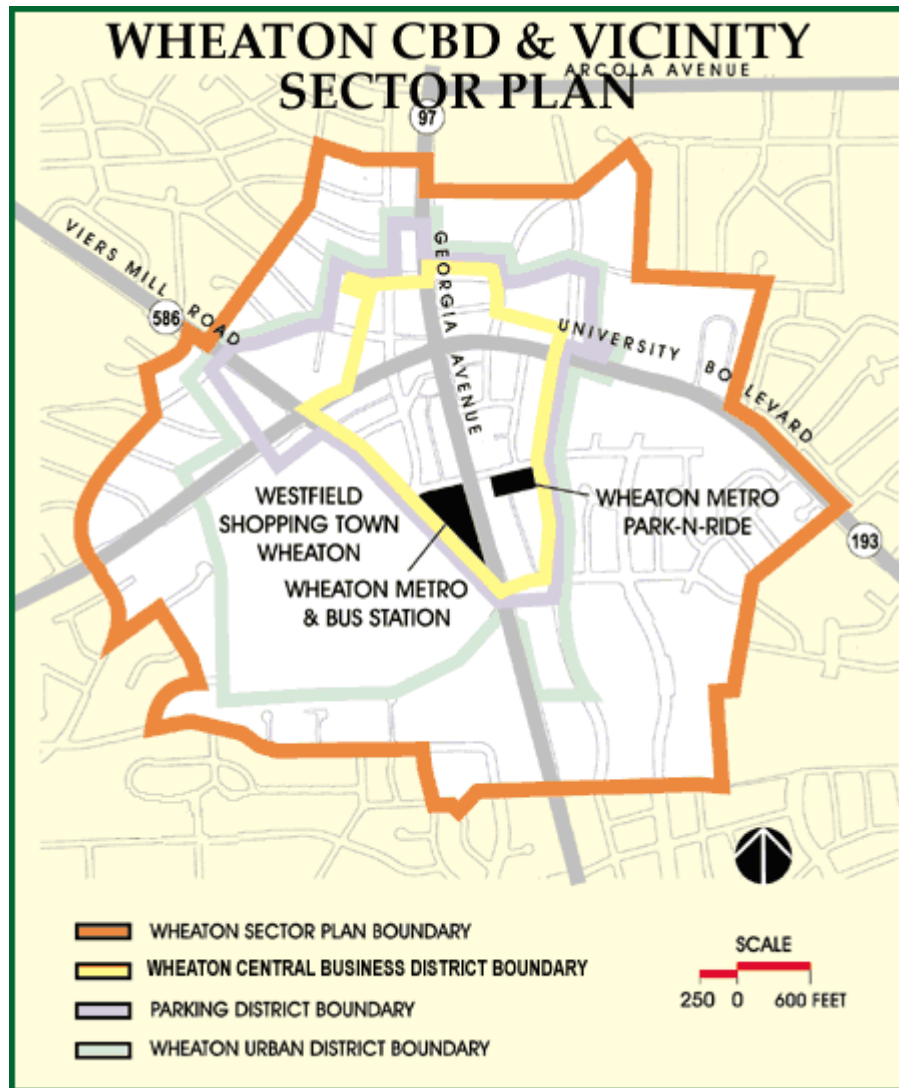 WHEATON CBD & VICINITY
SECTOR PLAN
ARCOLA AVENUE
97
VIERS MILL ROAD
586
GEORGIA AVENUE
UNIVERSITY BOULEVARD
193
WESTFIELD
SHOPPING TOWN
WHEATON
WHEATON METRO
PARK-N-RIDE
WHEATON METRO
& BUS STATION
WHEATON SECTOR PLAN BOUNDARY
WHEATON CENTRAL BUSINESS DISTRICT BOUNDARY
PARKING DISTRICT BOUNDARY
WHEATON URBAN DISTRICT BOUNDARY
SCALE
250 0 600 FEET